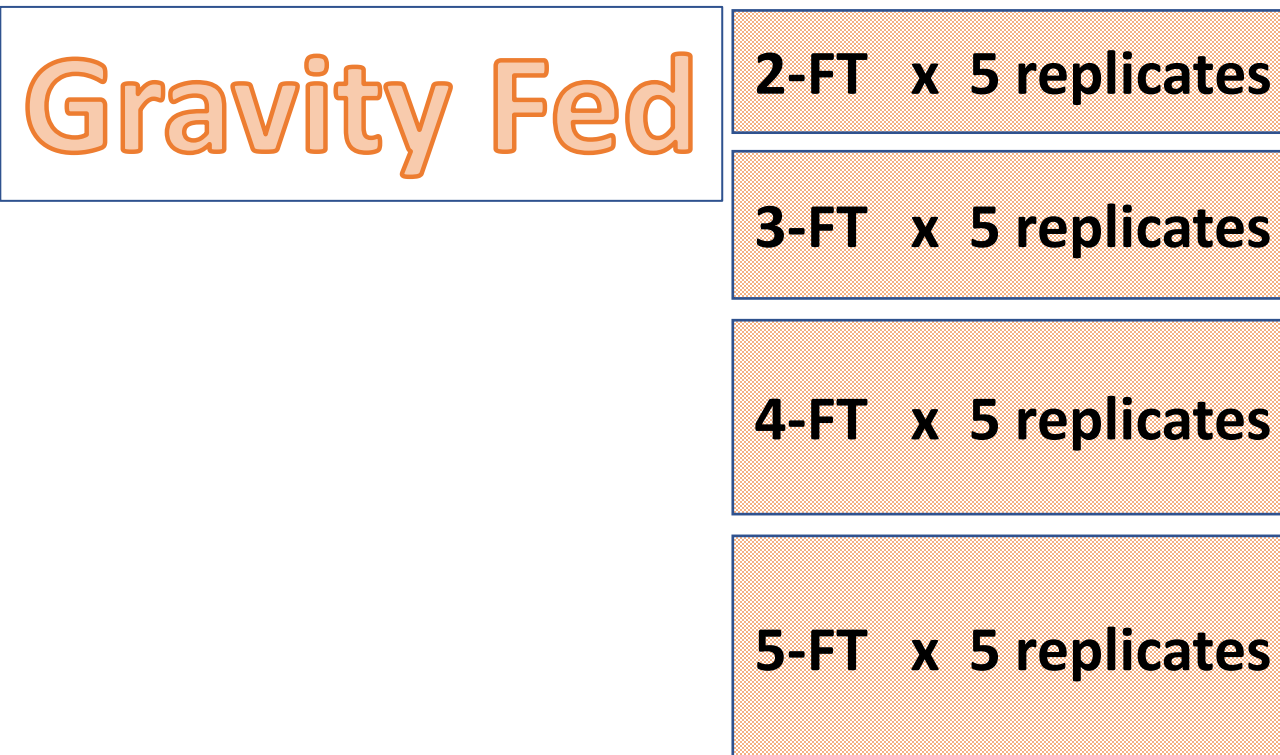 Gravity Fed
2-FT x 5 replicates
3-FT x 5 replicates
4-FT x 5 replicates
5-FT x 5 replicates